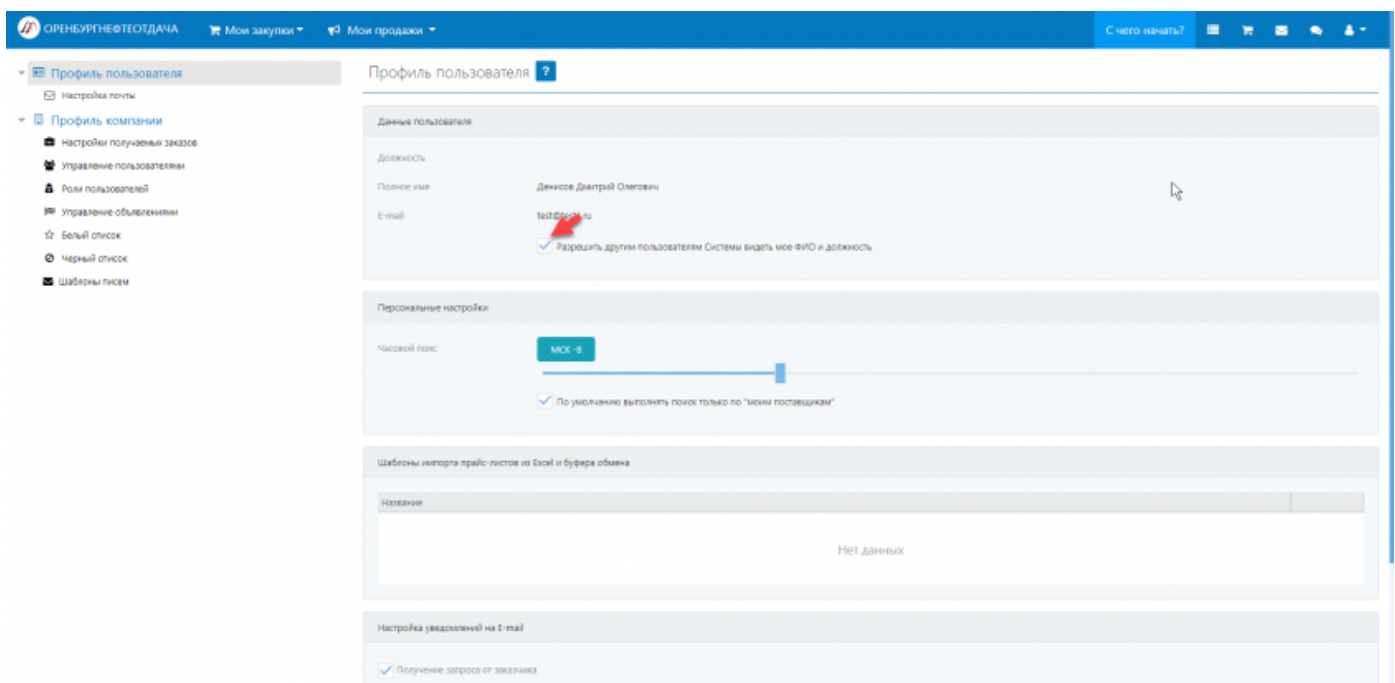 ОРЕНБУРГНЕФТЕОТДАЧА Мои закупки Мои продажи С чего начать?
Профиль пользователя
Настройка почты
Профиль компании
Настройки получаемых заказов
Управление пользователями
Роли пользователей
Управление объявлениями
Белый список
Черный список
Шаблоны писем
Профиль пользователя ?
Данные пользователя
Должность
Полное имя Денисов Дмитрий Олегович
E-mail
Разрешить другим пользователям Системы видеть мое ФИО и должность
Персональные настройки
Часовой пояс МСК -8
По умолчанию выполнять поиск только по "моим поставщикам"
Шаблоны импорта прайс-листов из Excel и буфера обмена
Название
Нет данных
Настройка уведомлений на E-mail
Получение запроса от заказчика